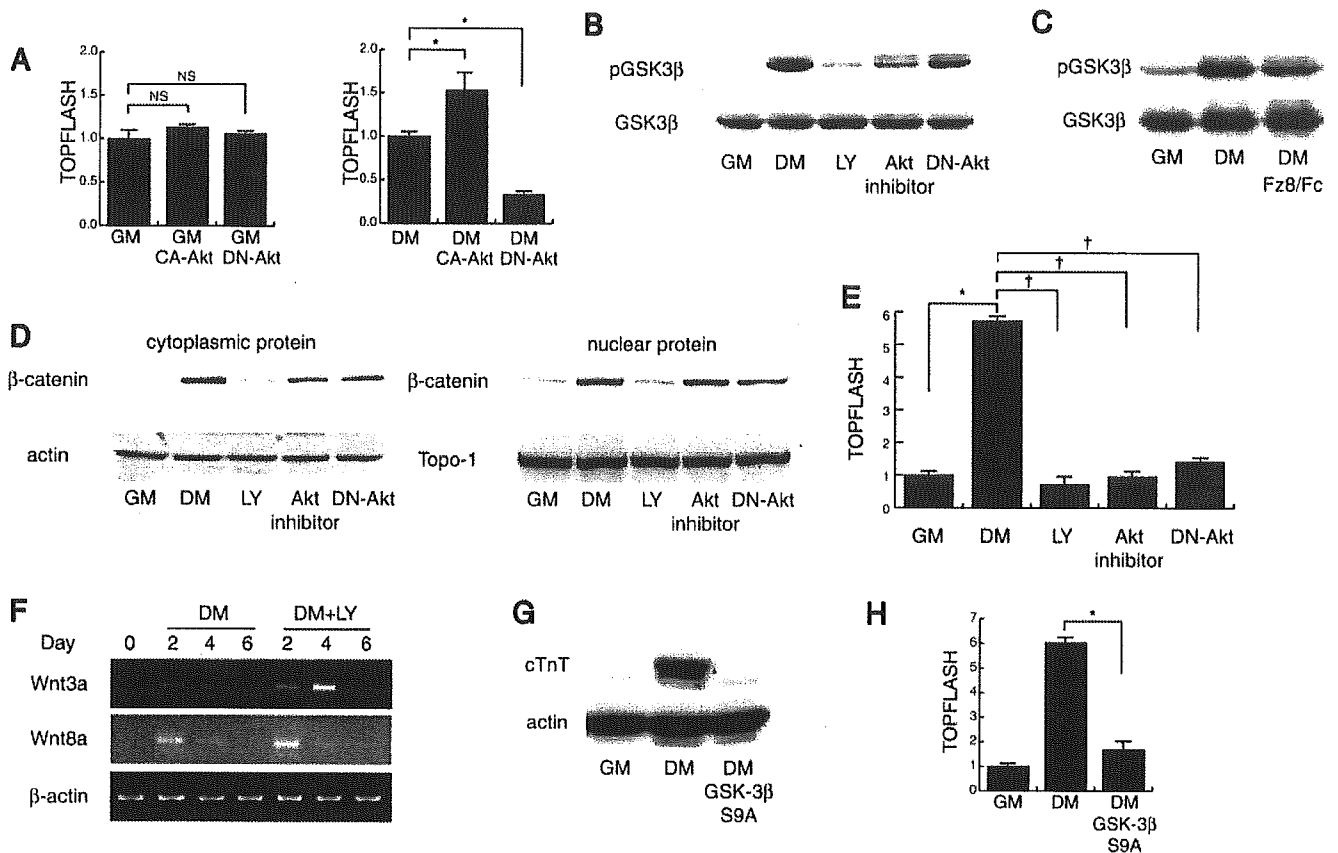 A
TOPFLASH
2.0
1.5
1.0
0.5
0.0
NS
NS
GM
GM
CA-Akt
GM
DN-Akt
TOPFLASH
2.0
1.5
1.0
0.5
0.0
*
*
DM
DM
CA-Akt
DM
DN-Akt
B
pGSK3β
GSK3β
GM DM LY Akt inhibitor DN-Akt
C
pGSK3β
GSK3β
GM DM DM Fz8/Fc
D
cytoplasmic protein
β-catenin
actin
GM DM LY Akt inhibitor DN-Akt
nuclear protein
β-catenin
Topo-1
GM DM LY Akt inhibitor DN-Akt
E
TOPFLASH
6
5
4
3
2
1
0
*
†
†
†
GM DM LY Akt inhibitor DN-Akt
F
DM DM+LY
Day 0 2 4 6 2 4 6
Wnt3a
Wnt8a
β-actin
G
cTnT
actin
GM DM DM GSK-3β S9A
H
TOPFLASH
7
6
5
4
3
2
1
0
*
GM DM DM GSK-3β S9A